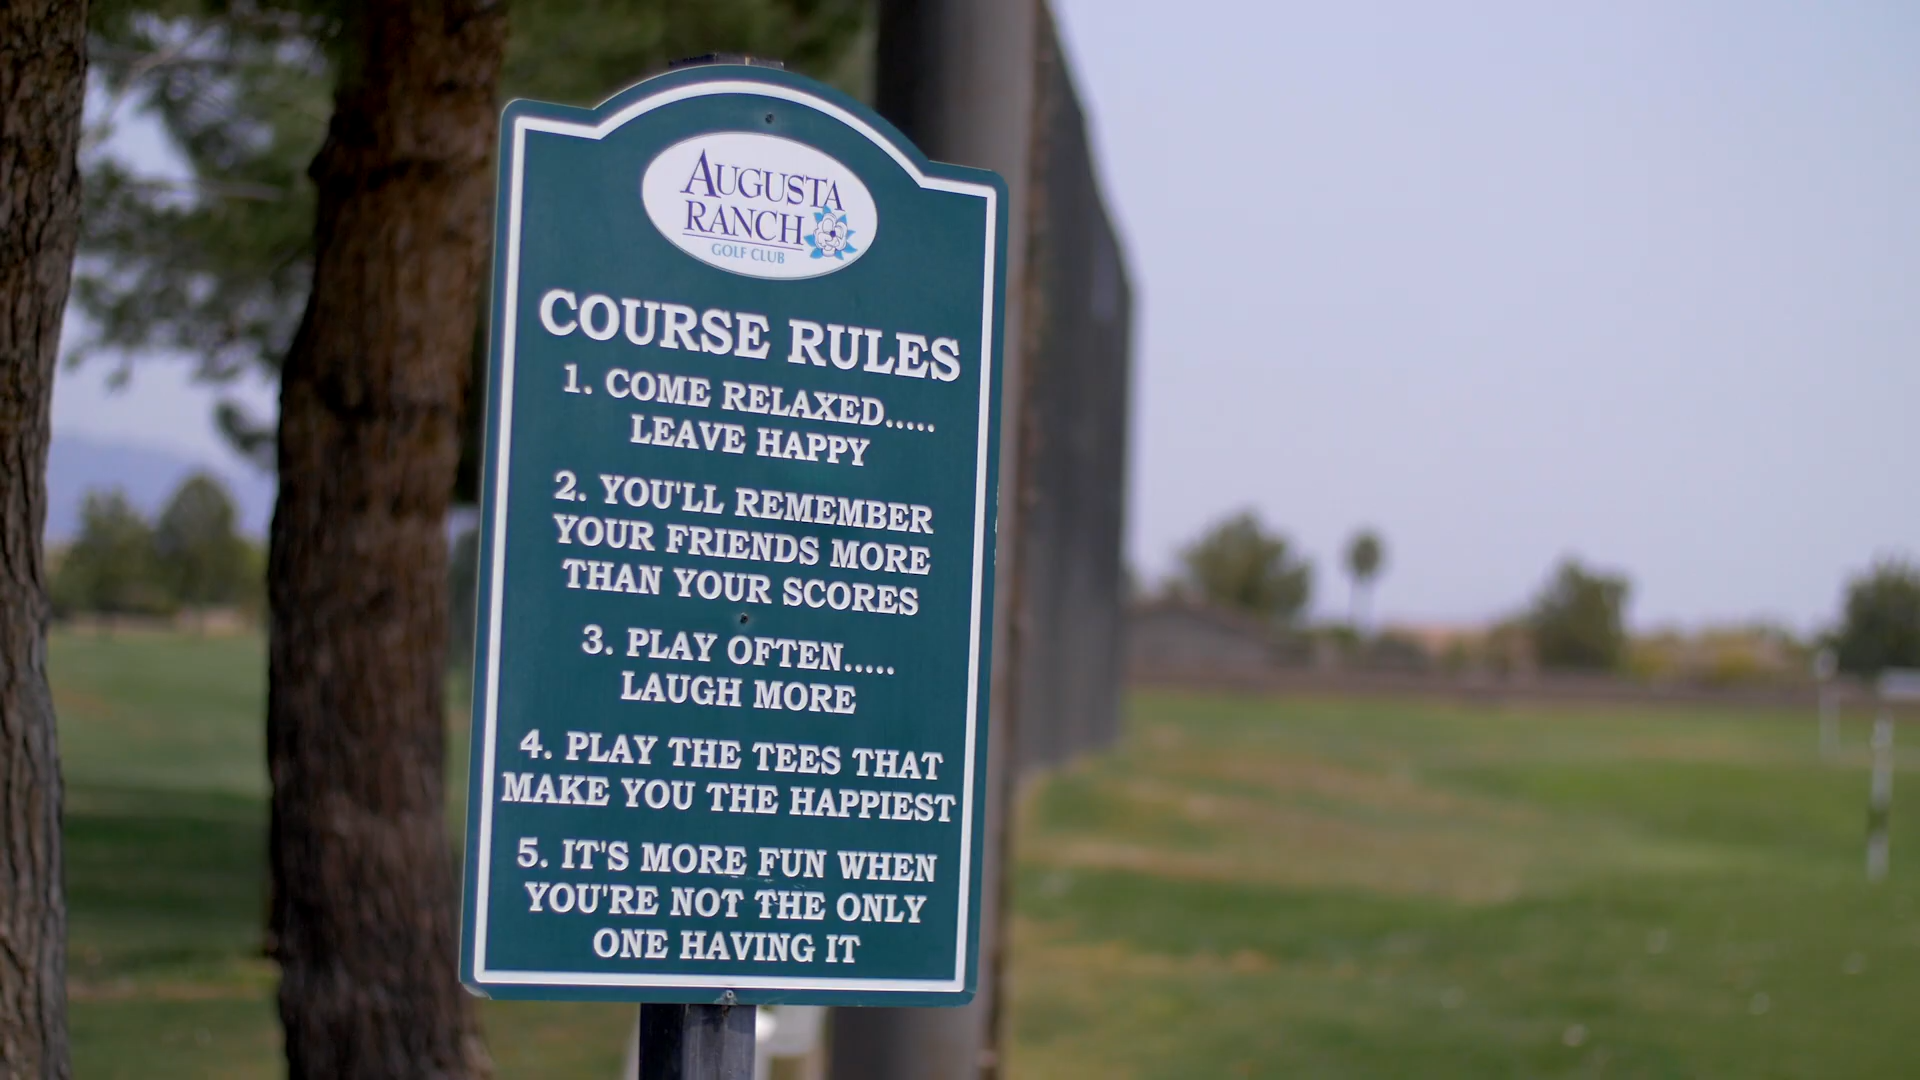 AUGUSTA
RANCH
GOLF CLUB
COURSE RULES
1. COME RELAXED.....
LEAVE HAPPY
2. YOU'LL REMEMBER
YOUR FRIENDS MORE
THAN YOUR SCORES
3. PLAY OFTEN.....
LAUGH MORE
4. PLAY THE TEES THAT
MAKE YOU THE HAPPIEST
5. IT'S MORE FUN WHEN
YOU'RE NOT THE ONLY
ONE HAVING IT